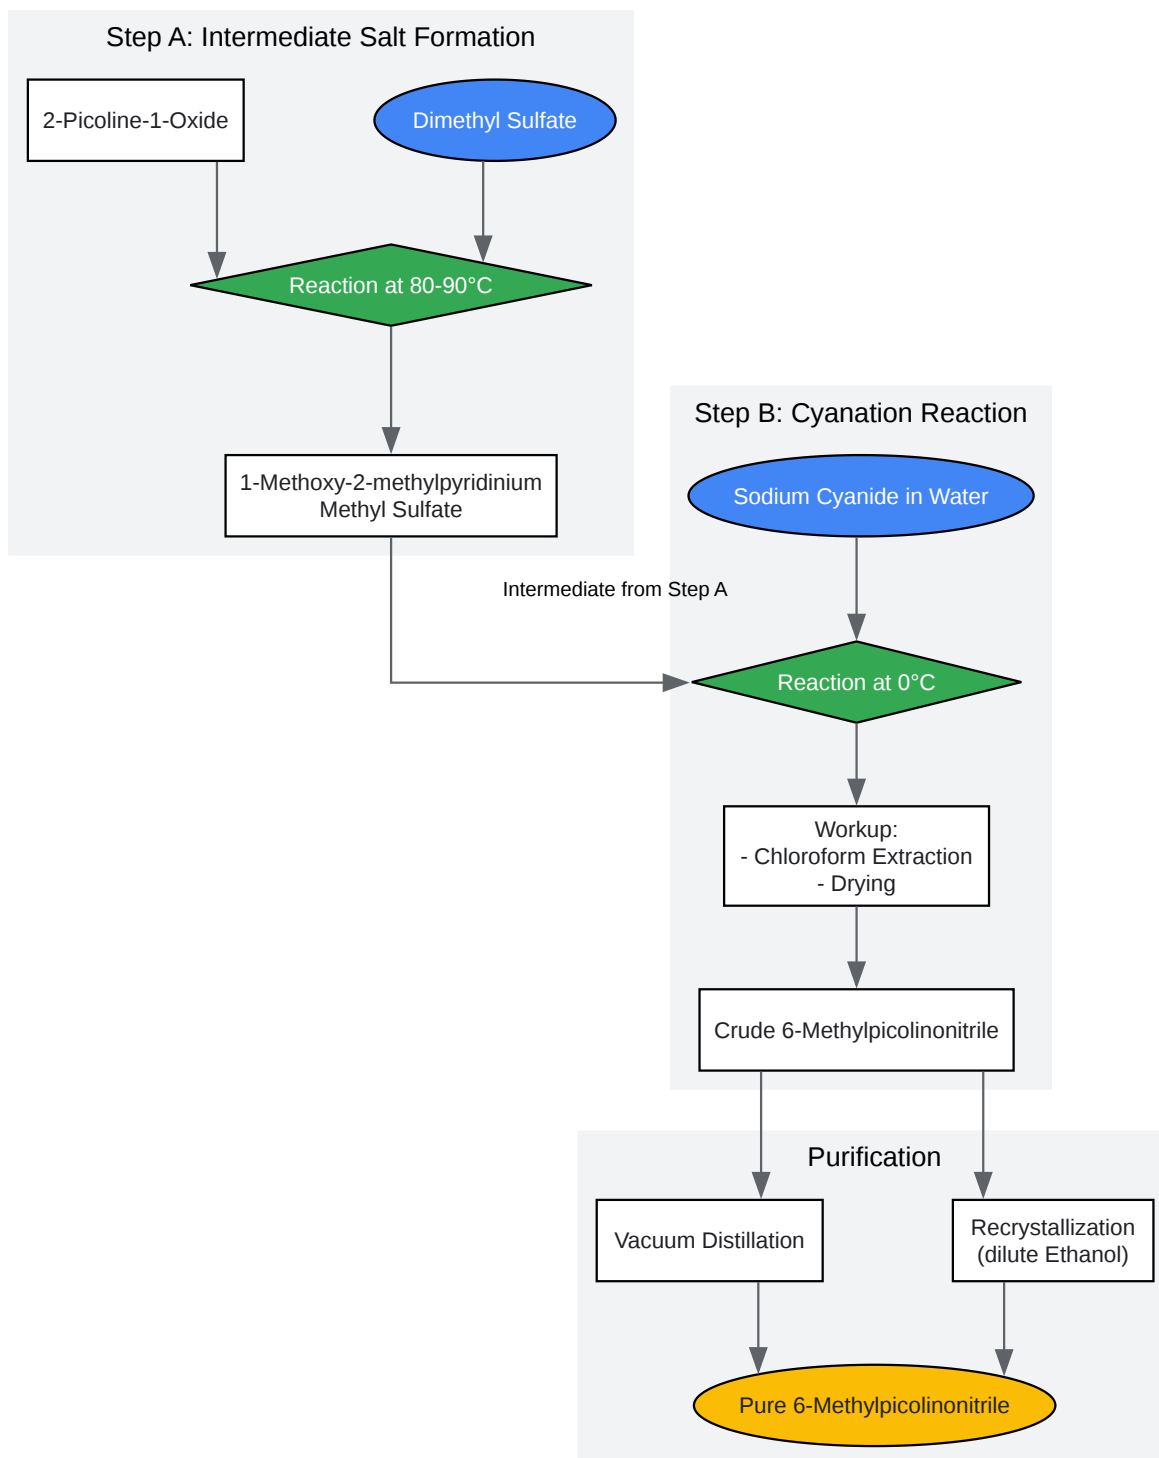 Step A: Intermediate Salt Formation
2-Picoline-1-Oxide
Dimethyl Sulfate
Reaction at 80-90°C
1-Methoxy-2-methylpyridinium
Methyl Sulfate
Step B: Cyanation Reaction
Sodium Cyanide in Water
Intermediate from Step A
Reaction at 0°C
Workup:
- Chloroform Extraction
- Drying
Crude 6-Methylpicolinonitrile
Purification
Vacuum Distillation
Recrystallization
(dilute Ethanol)
Pure 6-Methylpicolinonitrile